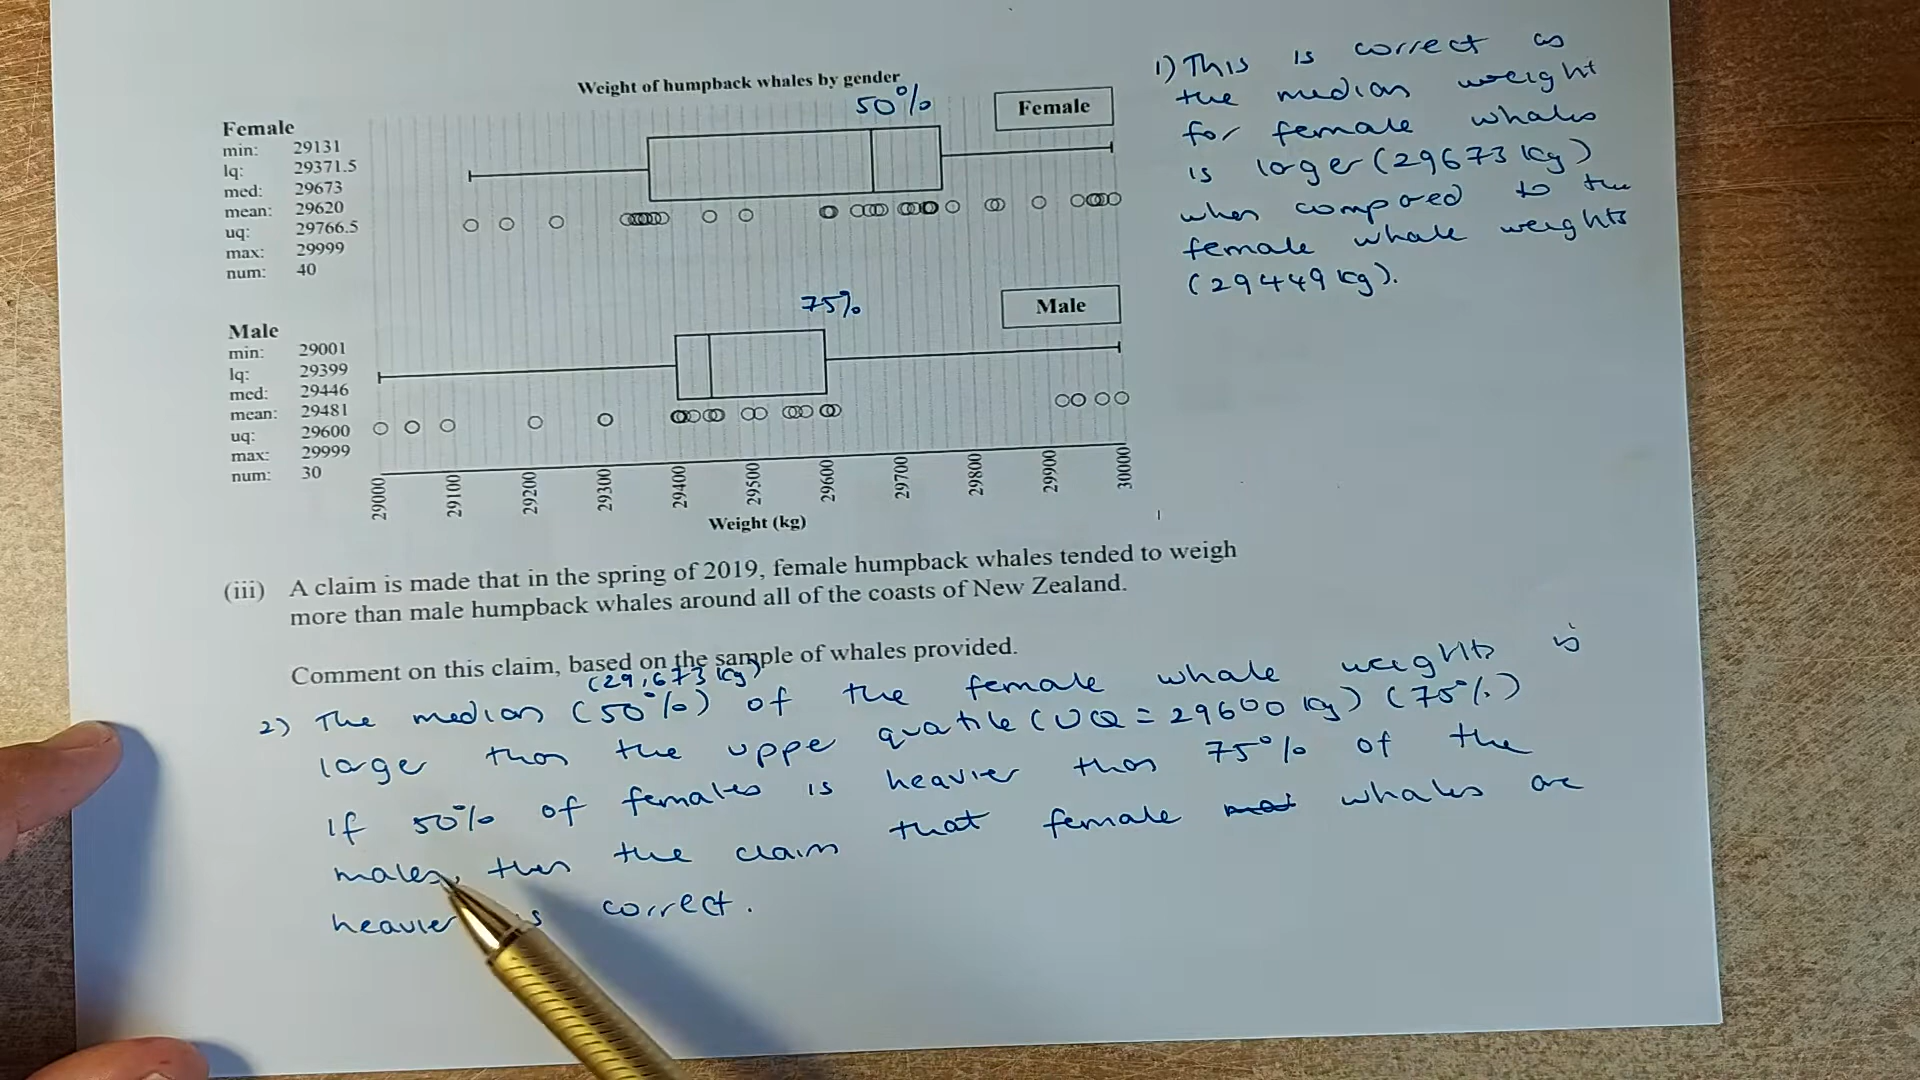 Weight of humpback whales by gender
50%
Female
Female
min: 29131
lq: 29371.5
med: 29673
mean: 29620
uq: 29766.5
max: 29999
num: 40
75%
Male
Male
min: 29001
lq: 29399
med: 29446
mean: 29481
uq: 29600
max: 29999
num: 30
29000 29100 29200 29300 29400 29500 29600 29700 29800 29900 30000
Weight (kg)
1) This is correct as
the median weight
for female whales
is larger (29673 kg)
when compared to the
female whale weights
(29449 kg).
(iii) A claim is made that in the spring of 2019, female humpback whales tended to weigh
more than male humpback whales around all of the coasts of New Zealand.
Comment on this claim, based on the sample of whales provided.
(29,673 kg)
2) The median (50%) of the female whale weights is
larger than the uppe quatile (UQ = 29600 kg) (75%)
If 50% of females is heavier than 75% of the
males, then the claim that female whales are
heavier is correct.